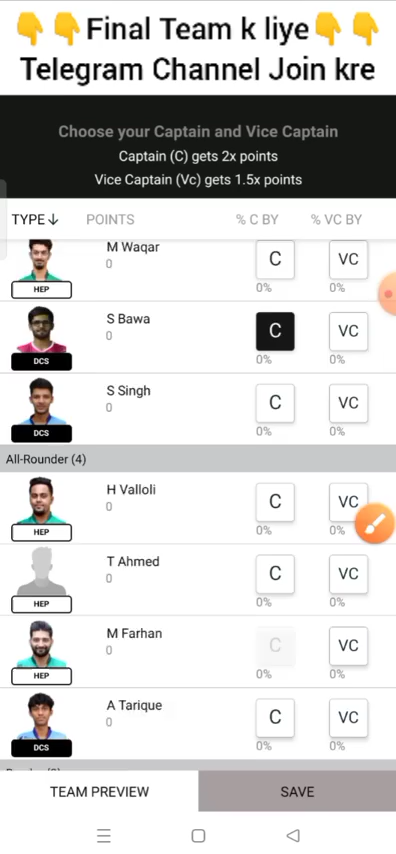 👇👇Final Team k liye👇👇
Telegram Channel Join kre
Choose your Captain and Vice Captain
Captain (C) gets 2x points
Vice Captain (Vc) gets 1.5x points
TYPE↓ POINTS % C BY % VC BY
M Waqar
0
C VC
HEP
0% 0%
S Bawa
0
C VC
DCS
0% 0%
S Singh
0
C VC
DCS
0% 0%
All-Rounder (4)
H Valloli
0
C VC
HEP
0% 0%
T Ahmed
0
C VC
HEP
0% 0%
M Farhan
0
C VC
HEP
0% 0%
A Tarique
0
C VC
DCS
0% 0%
TEAM PREVIEW SAVE